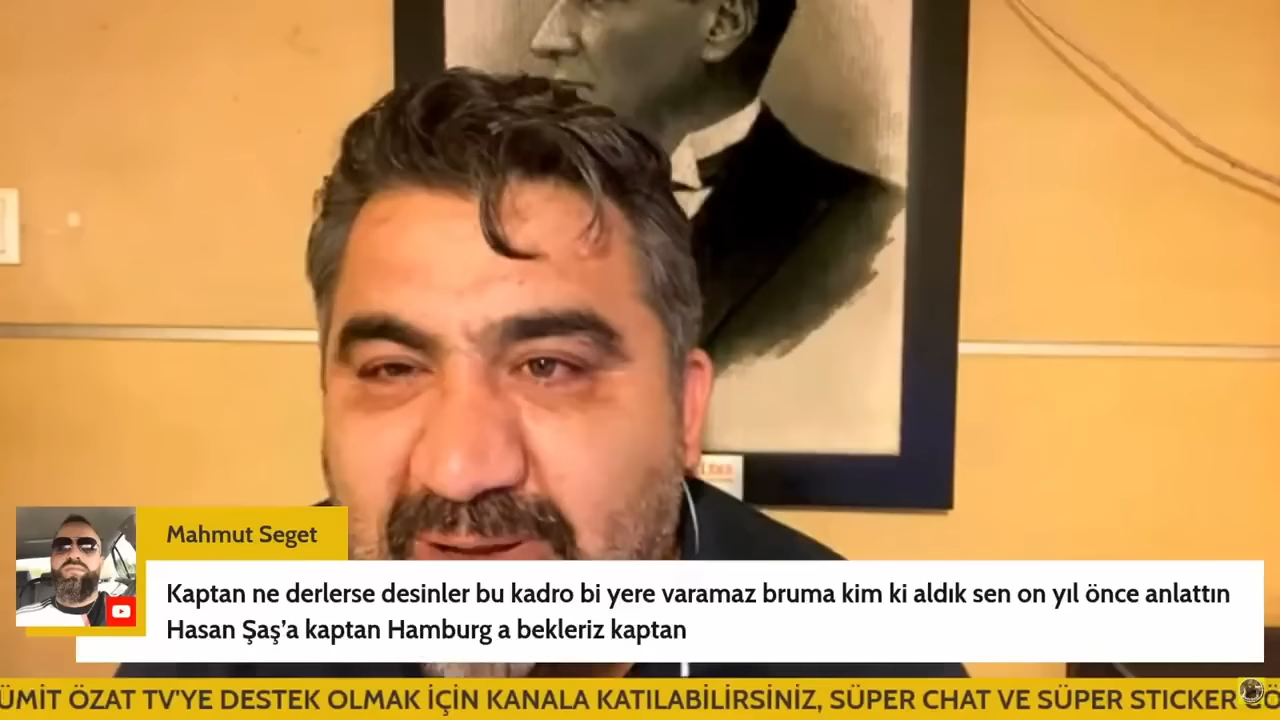 Mahmut Seget
Kaptan ne derlerse desinler bu kadro bi yere varamaz bruma kim ki aldık sen on yıl önce anlattın
Hasan Şaş’a kaptan Hamburg a bekleriz kaptan
ÜMİT ÖZAT TV'YE DESTEK OLMAK İÇİN KANALA KATILABİLİRSİNİZ, SÜPER CHAT VE SÜPER STICKER